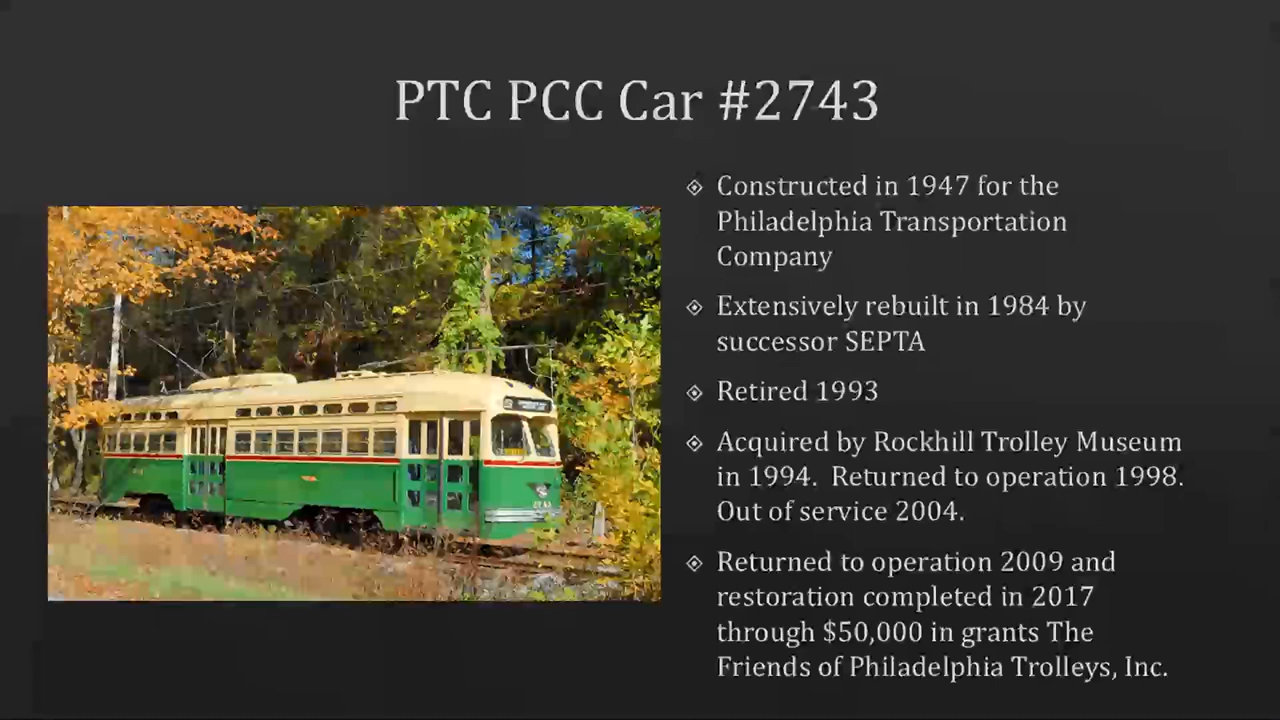 PTC PCC Car #2743
Constructed in 1947 for the
Philadelphia Transportation
Company
Extensively rebuilt in 1984 by
successor SEPTA
Retired 1993
Acquired by Rockhill Trolley Museum
in 1994.  Returned to operation 1998.
Out of service 2004.
Returned to operation 2009 and
restoration completed in 2017
through $50,000 in grants The
Friends of Philadelphia Trolleys, Inc.